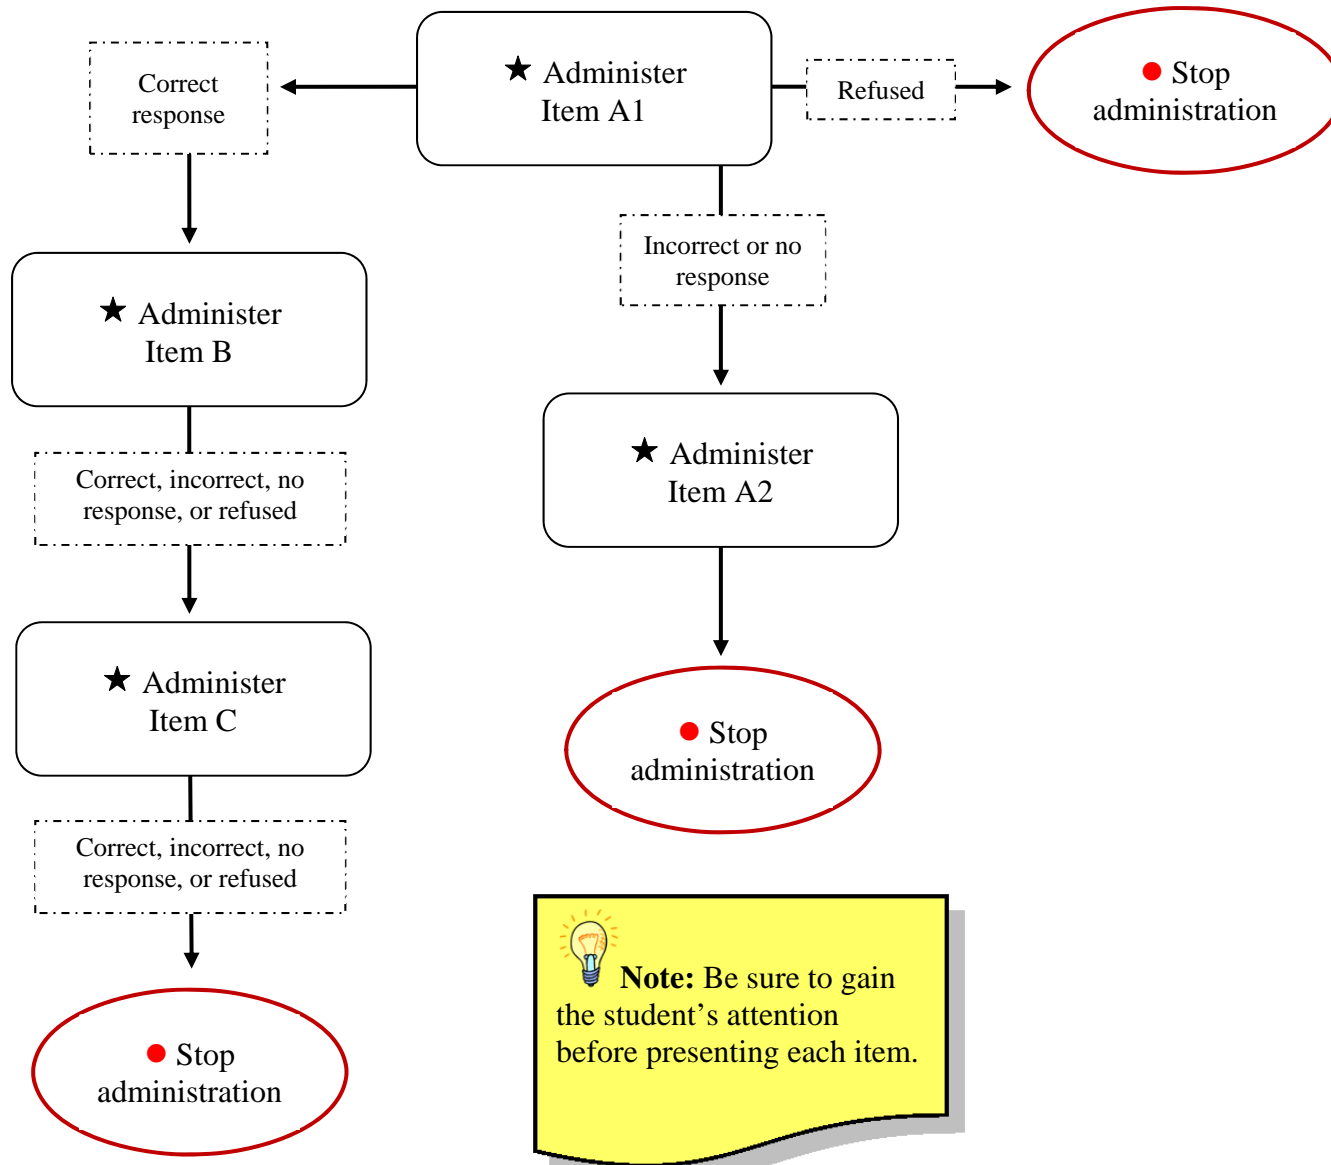 ★ Administer
Item A1
Correct
response
Refused
● Stop
administration
Incorrect or no
response
★ Administer
Item B
★ Administer
Item A2
Correct, incorrect, no
response, or refused
★ Administer
Item C
● Stop
administration
Correct, incorrect, no
response, or refused
Note: Be sure to gain
the student’s attention
before presenting each item.
● Stop
administration